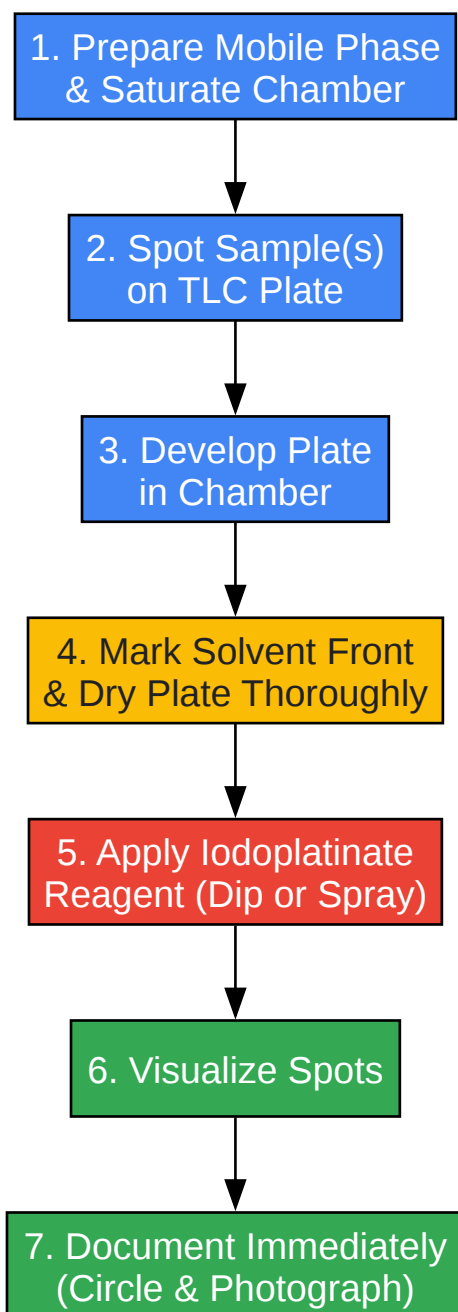 1. Prepare Mobile Phase
& Saturate Chamber
2. Spot Sample(s)
on TLC Plate
3. Develop Plate
in Chamber
4. Mark Solvent Front
& Dry Plate Thoroughly
5. Apply Iodoplatinate
Reagent (Dip or Spray)
6. Visualize Spots
7. Document Immediately
(Circle & Photograph)